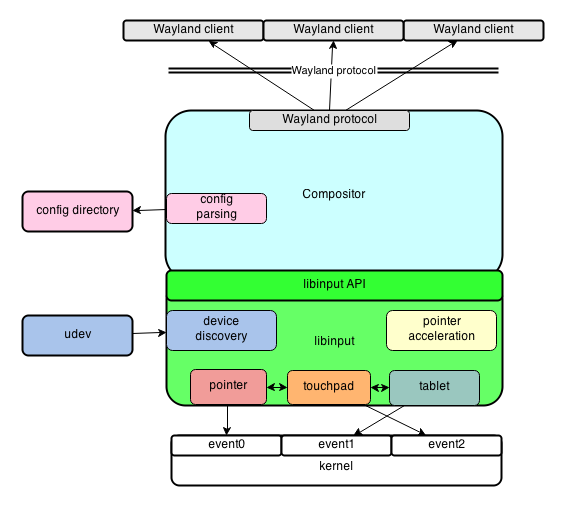 Wayland client Wayland client Wayland client
Wayland protocol
Wayland protocol
Compositor
config
parsing
config directory
libinput API
device
discovery
pointer
acceleration
udev
libinput
pointer
touchpad
tablet
event0
event1
event2
kernel